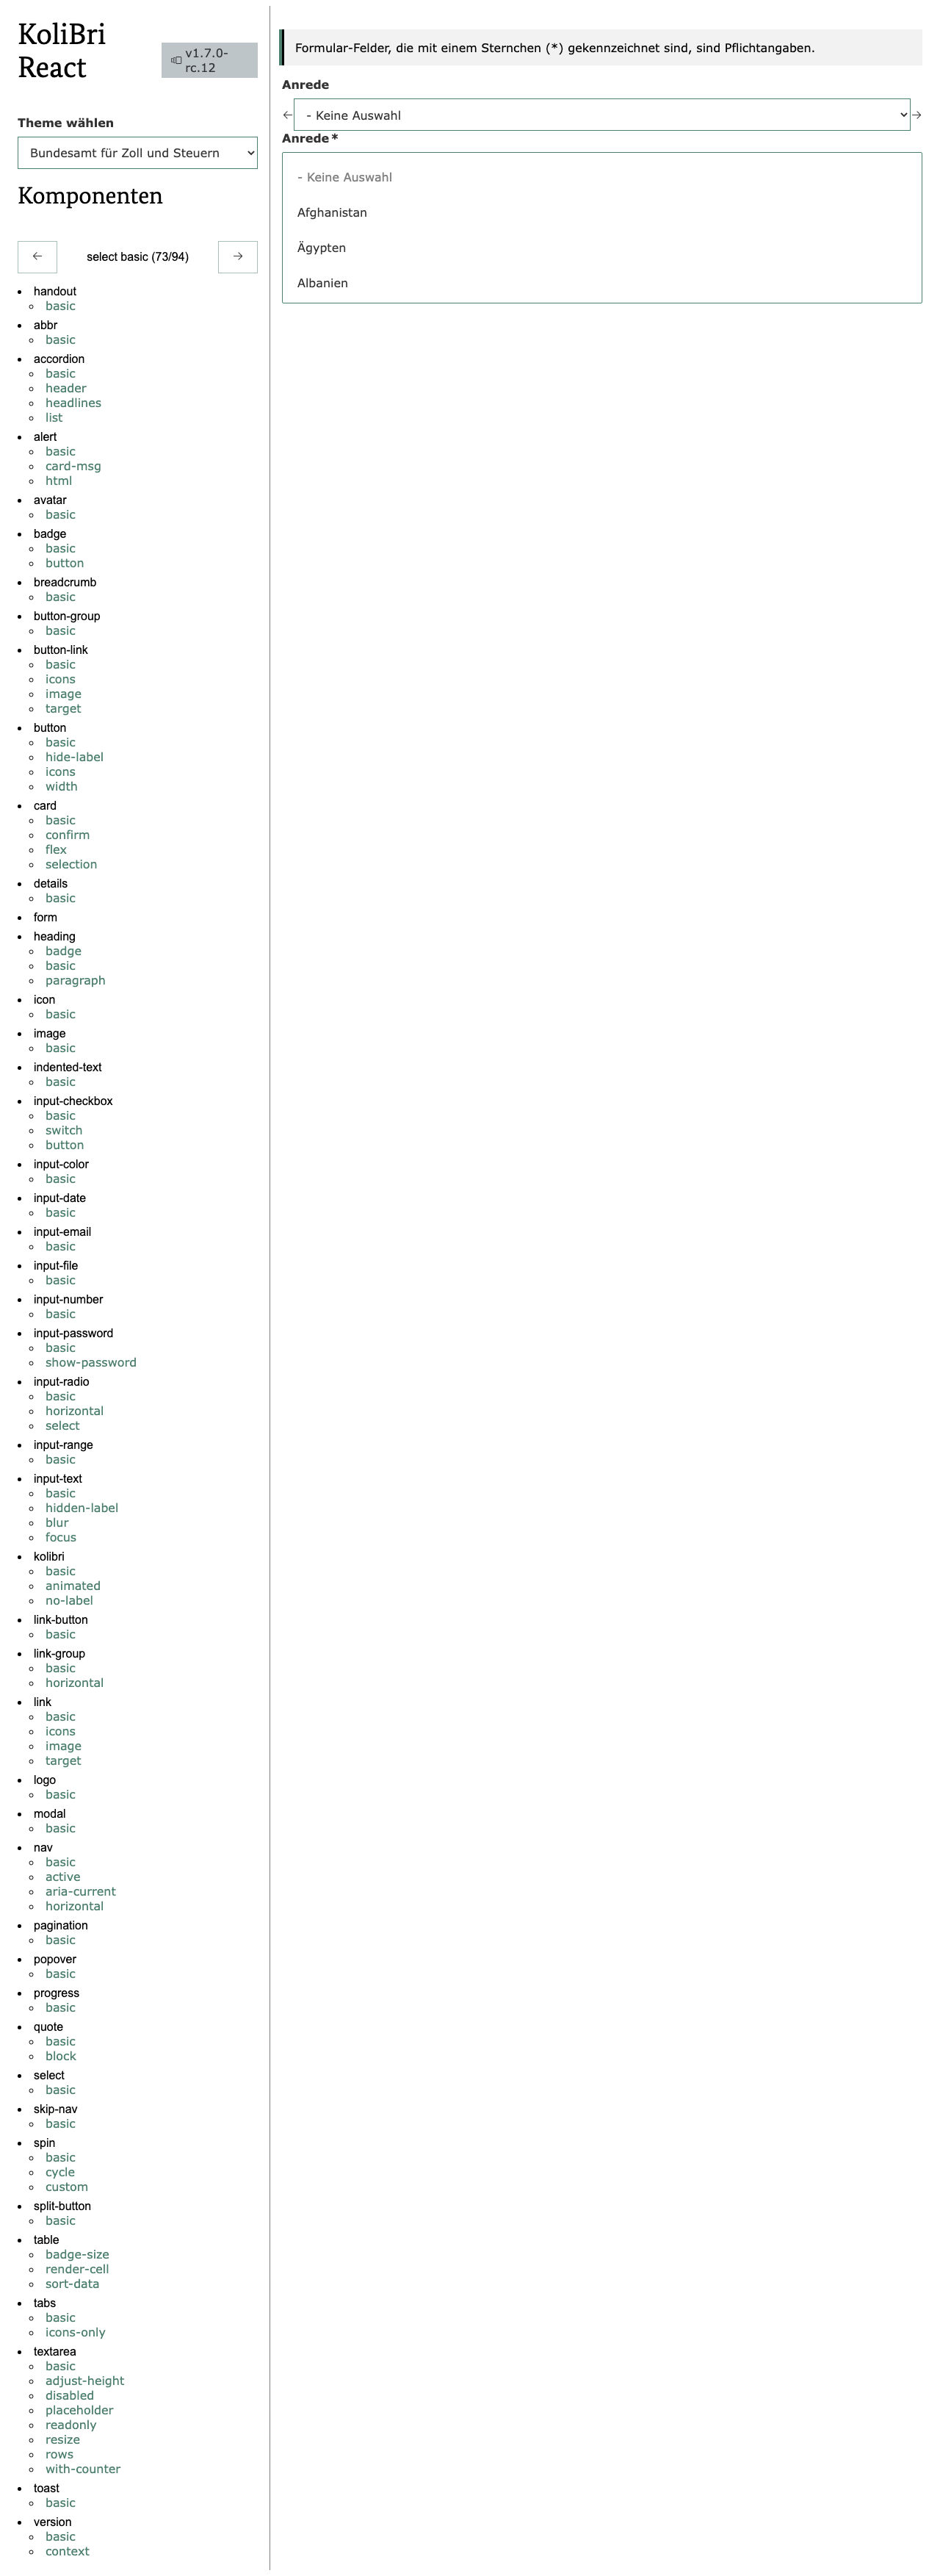 KoliBri
React
v1.7.0-
rc.12
Theme wählen
Bundesamt für Zoll und Steuern
Komponenten
← select basic (73/94) →
handout
basic
abbr
basic
accordion
basic
header
headlines
list
alert
basic
card-msg
html
avatar
basic
badge
basic
button
breadcrumb
basic
button-group
basic
button-link
basic
icons
image
target
button
basic
hide-label
icons
width
card
basic
confirm
flex
selection
details
basic
form
heading
badge
basic
paragraph
icon
basic
image
basic
indented-text
basic
input-checkbox
basic
switch
button
input-color
basic
input-date
basic
input-email
basic
input-file
basic
input-number
basic
input-password
basic
show-password
input-radio
basic
horizontal
select
input-range
basic
input-text
basic
hidden-label
blur
focus
kolibri
basic
animated
no-label
link-button
basic
link-group
basic
horizontal
link
basic
icons
image
target
logo
basic
modal
basic
nav
basic
active
aria-current
horizontal
pagination
basic
popover
basic
progress
basic
quote
basic
block
select
basic
skip-nav
basic
spin
basic
cycle
custom
split-button
basic
table
badge-size
render-cell
sort-data
tabs
basic
icons-only
textarea
basic
adjust-height
disabled
placeholder
readonly
resize
rows
with-counter
toast
basic
version
basic
context
Formular-Felder, die mit einem Sternchen (*) gekennzeichnet sind, sind Pflichtangaben.
Anrede
← - Keine Auswahl →
Anrede *
- Keine Auswahl
Afghanistan
Ägypten
Albanien